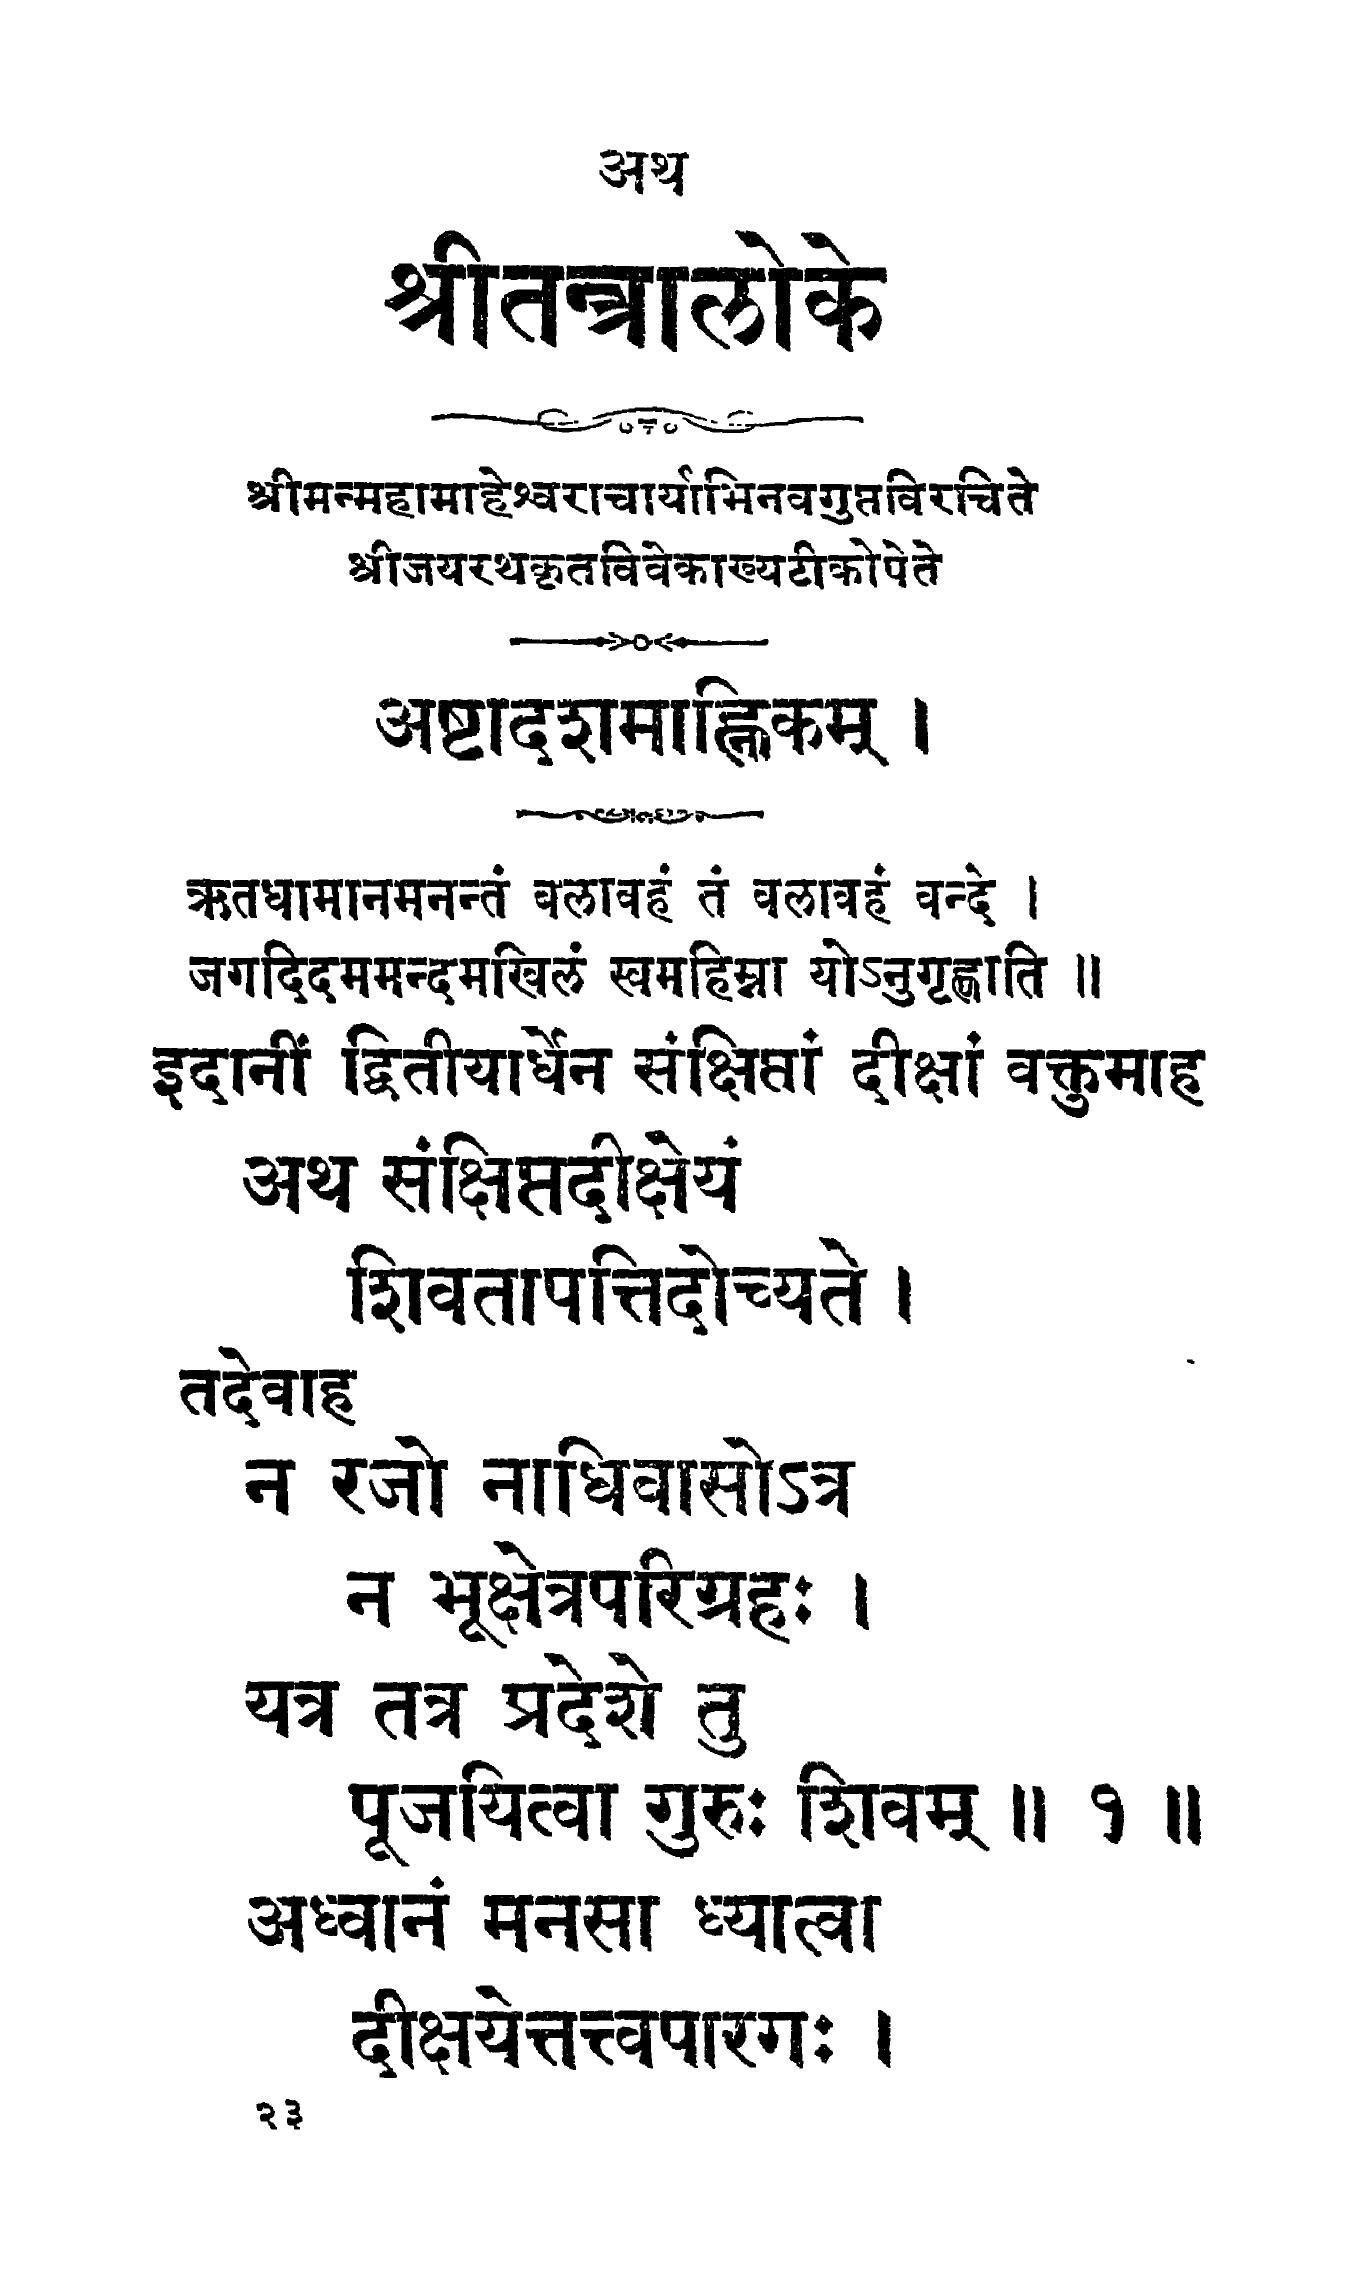 अथ
श्रीतन्त्रालोके
श्रीमन्महामाहेश्वराचार्याभिनवगुप्तविरचिते
श्रीजयरथकृतविवेकाख्यटीकोपेते
अष्टादशमाह्निकम् ।
ऋतधामानमनन्तं वलावहं तं वलावहं वन्दे ।
जगदिदममन्दमखिलं स्वमहिम्ना योऽनुगृह्णाति ॥
इदानीं द्वितीयार्धेन संक्षिप्तां दीक्षां वक्तुमाह
अथ संक्षिप्तदीक्षेयं
शिवतापत्तिदोच्यते ।
तदेवाह
न रजो नाधिवासोऽत्र
न भूक्षेत्रपरिग्रहः ।
यत्र तत्र प्रदेशे तु
पूजयित्वा गुरुः शिवम् ॥ १ ॥
अध्वानं मनसा ध्यात्वा
दीक्षयेत्तत्त्वपारगः ।
२३